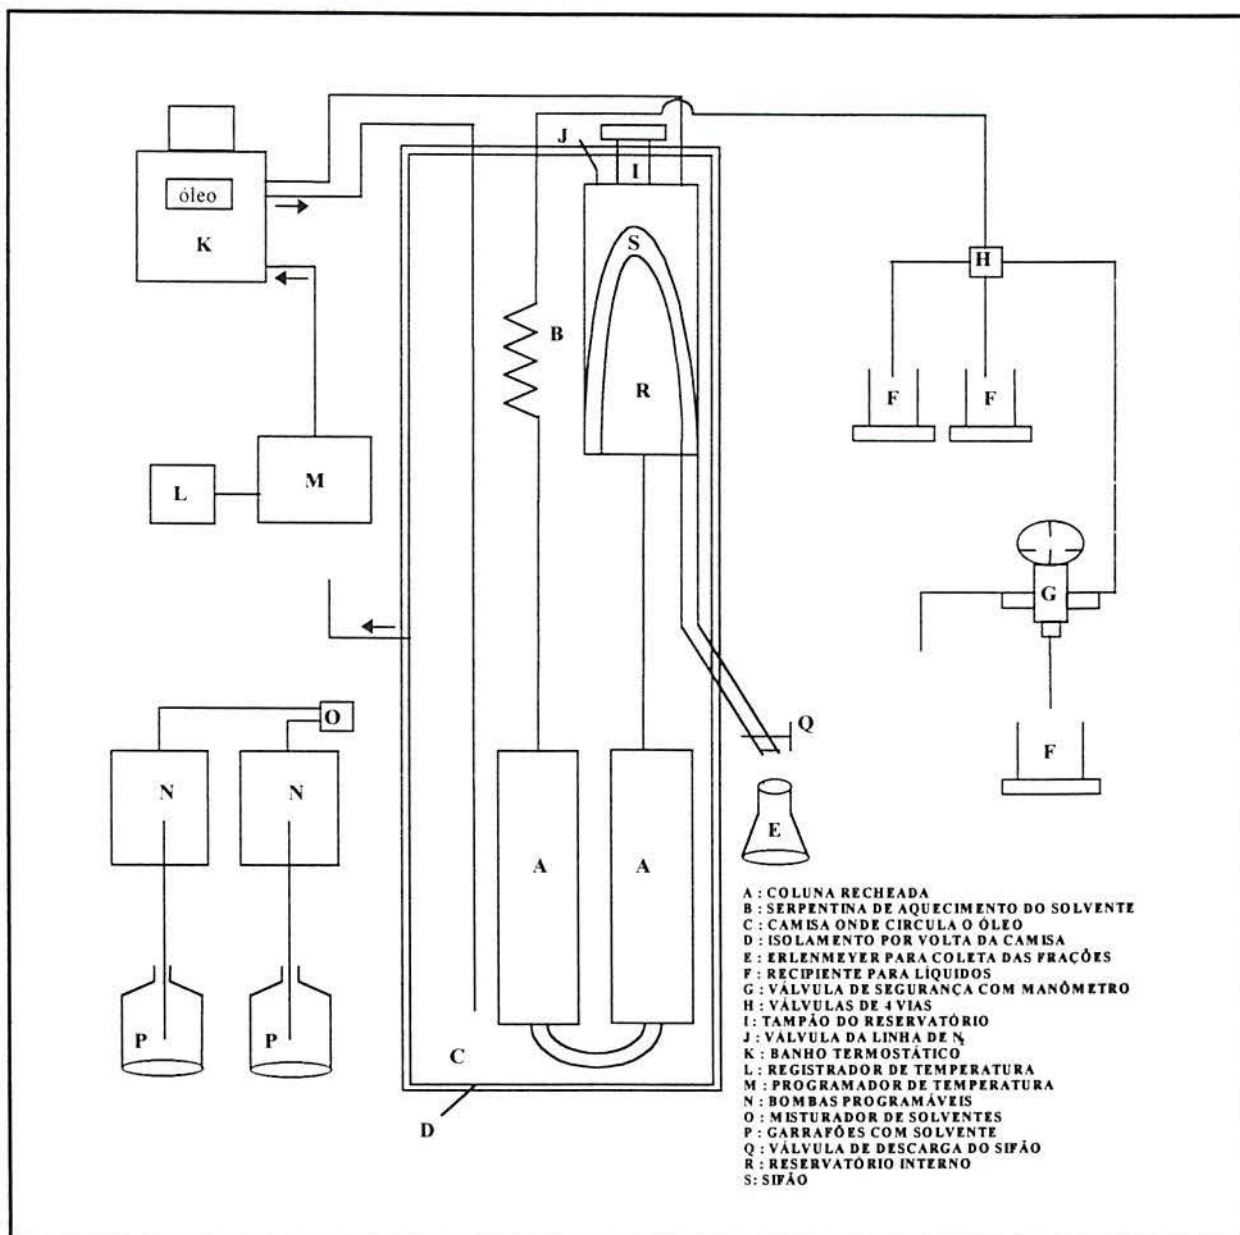 J
I
óleo
K
S
H
B
R
F
F
L
M
G
O
Q
N
N
F
E
A
A
P
P
C
D
A : COLUNA RECHEADA
B : SERPENTINA DE AQUECIMENTO DO SOLVENTE
C : CAMISA ONDE CIRCULA O ÓLEO
D : ISOLAMENTO POR VOLTA DA CAMISA
E : ERLENMEYER PARA COLETA DAS FRAÇÕES
F : RECIPIENTE PARA LÍQUIDOS
G : VÁLVULA DE SEGURANÇA COM MANÔMETRO
H : VÁLVULAS DE 4 VIAS
I : TAMPÃO DO RESERVATÓRIO
J : VÁLVULA DA LINHA DE N₂
K : BANHO TERMOSTÁTICO
L : REGISTRADOR DE TEMPERATURA
M : PROGRAMADOR DE TEMPERATURA
N : BOMBAS PROGRAMÁVEIS
O : MISTURADOR DE SOLVENTES
P : GARRAFÕES COM SOLVENTE
Q : VÁLVULA DE DESCARGA DO SIFÃO
R : RESERVATÓRIO INTERNO
S: SIFÃO